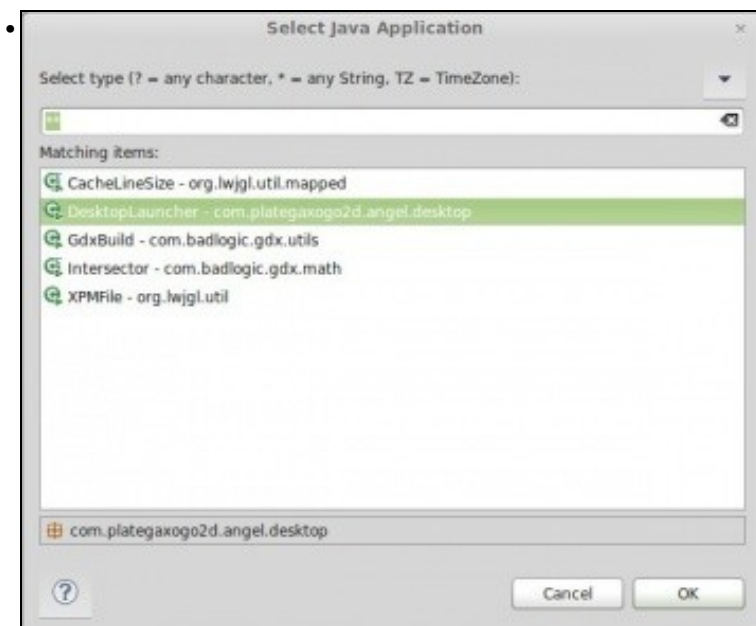 Select Java Application
Select type (? = any character, * = any String, TZ = TimeZone):
**
Matching items:
CacheLineSize - org.lwjgl.util.mapped
DesktopLauncher - com.plategaxogo2d.angel.desktop
GdxBuild - com.badlogic.gdx.utils
Intersector - com.badlogic.gdx.math
XPMFile - org.lwjgl.util
com.plategaxogo2d.angel.desktop
Cancel OK